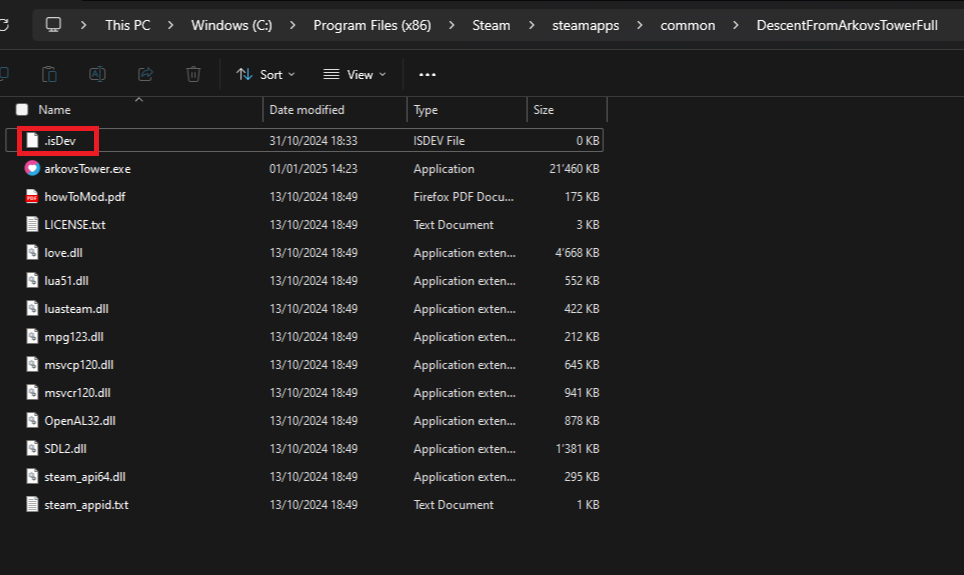 This PC > Windows (C:) > Program Files (x86) > Steam > steamapps > common > DescentFromArkovsTowerFull
Sort View
Name Date modified Type Size
.isDev 31/10/2024 18:33 ISDEV File 0 KB
arkovsTower.exe 01/01/2025 14:23 Application 21'460 KB
howToMod.pdf 13/10/2024 18:49 Firefox PDF Docu... 175 KB
LICENSE.txt 13/10/2024 18:49 Text Document 3 KB
love.dll 13/10/2024 18:49 Application exten... 4'668 KB
lua51.dll 13/10/2024 18:49 Application exten... 552 KB
luasteam.dll 13/10/2024 18:49 Application exten... 422 KB
mpg123.dll 13/10/2024 18:49 Application exten... 212 KB
msvcp120.dll 13/10/2024 18:49 Application exten... 645 KB
msvcr120.dll 13/10/2024 18:49 Application exten... 941 KB
OpenAL32.dll 13/10/2024 18:49 Application exten... 878 KB
SDL2.dll 13/10/2024 18:49 Application exten... 1'381 KB
steam_api64.dll 13/10/2024 18:49 Application exten... 295 KB
steam_appid.txt 13/10/2024 18:49 Text Document 1 KB